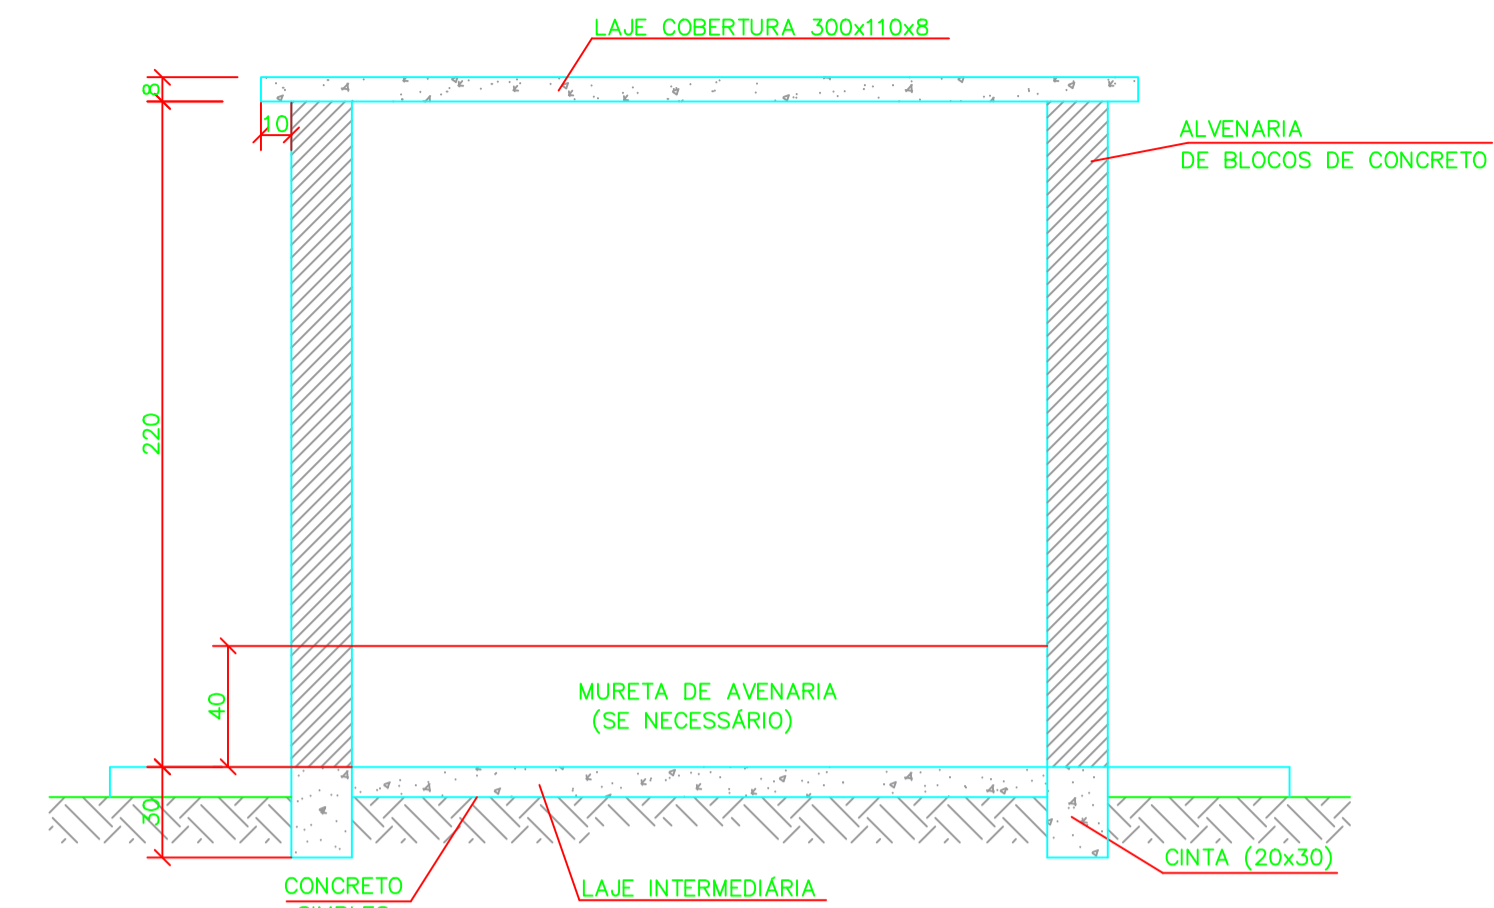 LAJE COBERTURA 300x110x8
8
10
ALVENARIA
DE BLOCOS DE CONCRETO
220
40
MURETA DE AVENARIA
(SE NECESSÁRIO)
30
CINTA (20x30)
CONCRETO
LAJE INTERMEDIÁRIA